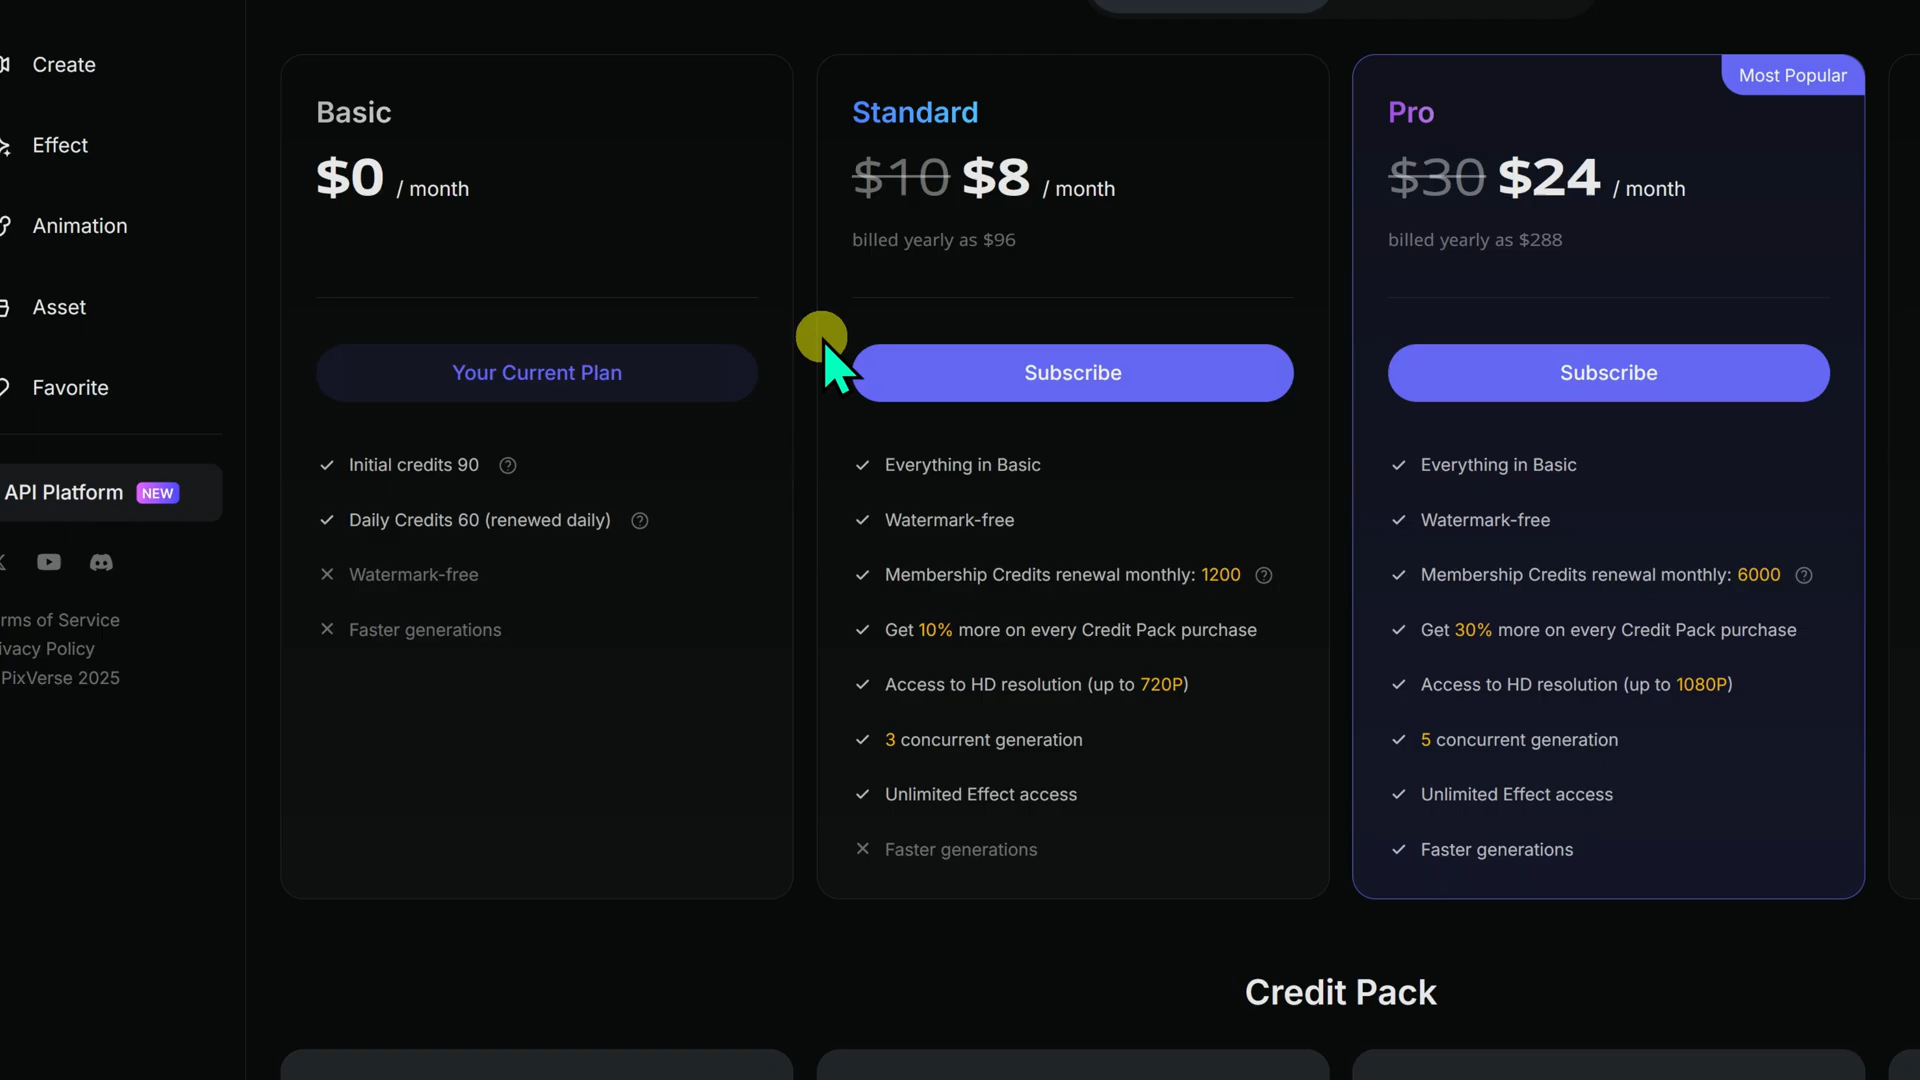 Create
Effect
Animation
Asset
Favorite
API Platform NEW
rms of Service
ivacy Policy
PixVerse 2025
Basic
$0 / month
Your Current Plan
Initial credits 90
Daily Credits 60 (renewed daily)
Watermark-free
Faster generations
Standard
$10 $8 / month
billed yearly as $96
Subscribe
Everything in Basic
Watermark-free
Membership Credits renewal monthly: 1200
Get 10% more on every Credit Pack purchase
Access to HD resolution (up to 720P)
3 concurrent generation
Unlimited Effect access
Faster generations
Most Popular
Pro
$30 $24 / month
billed yearly as $288
Subscribe
Everything in Basic
Watermark-free
Membership Credits renewal monthly: 6000
Get 30% more on every Credit Pack purchase
Access to HD resolution (up to 1080P)
5 concurrent generation
Unlimited Effect access
Faster generations
Credit Pack